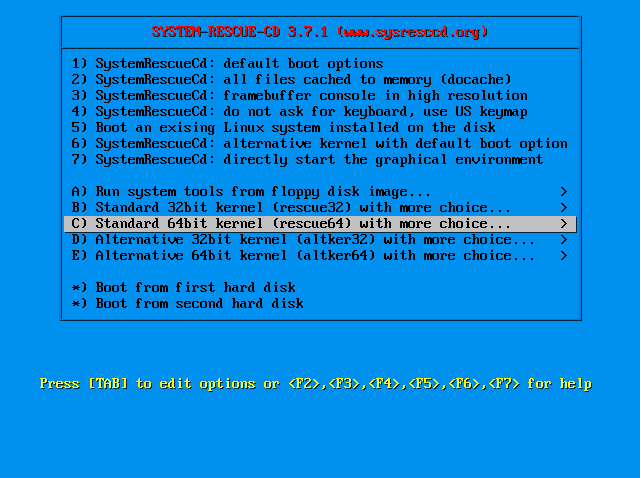 SYSTEM-RESCUE-CD 3.7.1 (www.sysresccd.org)
1) SystemRescueCd: default boot options
2) SystemRescueCd: all files cached to memory (docache)
3) SystemRescueCd: framebuffer console in high resolution
4) SystemRescueCd: do not ask for keyboard, use US keymap
5) Boot an exising Linux system installed on the disk
6) SystemRescueCd: alternative kernel with default boot option
7) SystemRescueCd: directly start the graphical environment
A) Run system tools from floppy disk image... >
B) Standard 32bit kernel (rescue32) with more choice... >
C) Standard 64bit kernel (rescue64) with more choice... >
D) Alternative 32bit kernel (altker32) with more choice... >
E) Alternative 64bit kernel (altker64) with more choice... >
*) Boot from first hard disk
*) Boot from second hard disk
Press [TAB] to edit options or <F2>,<F3>,<F4>,<F5>,<F6>,<F7> for help